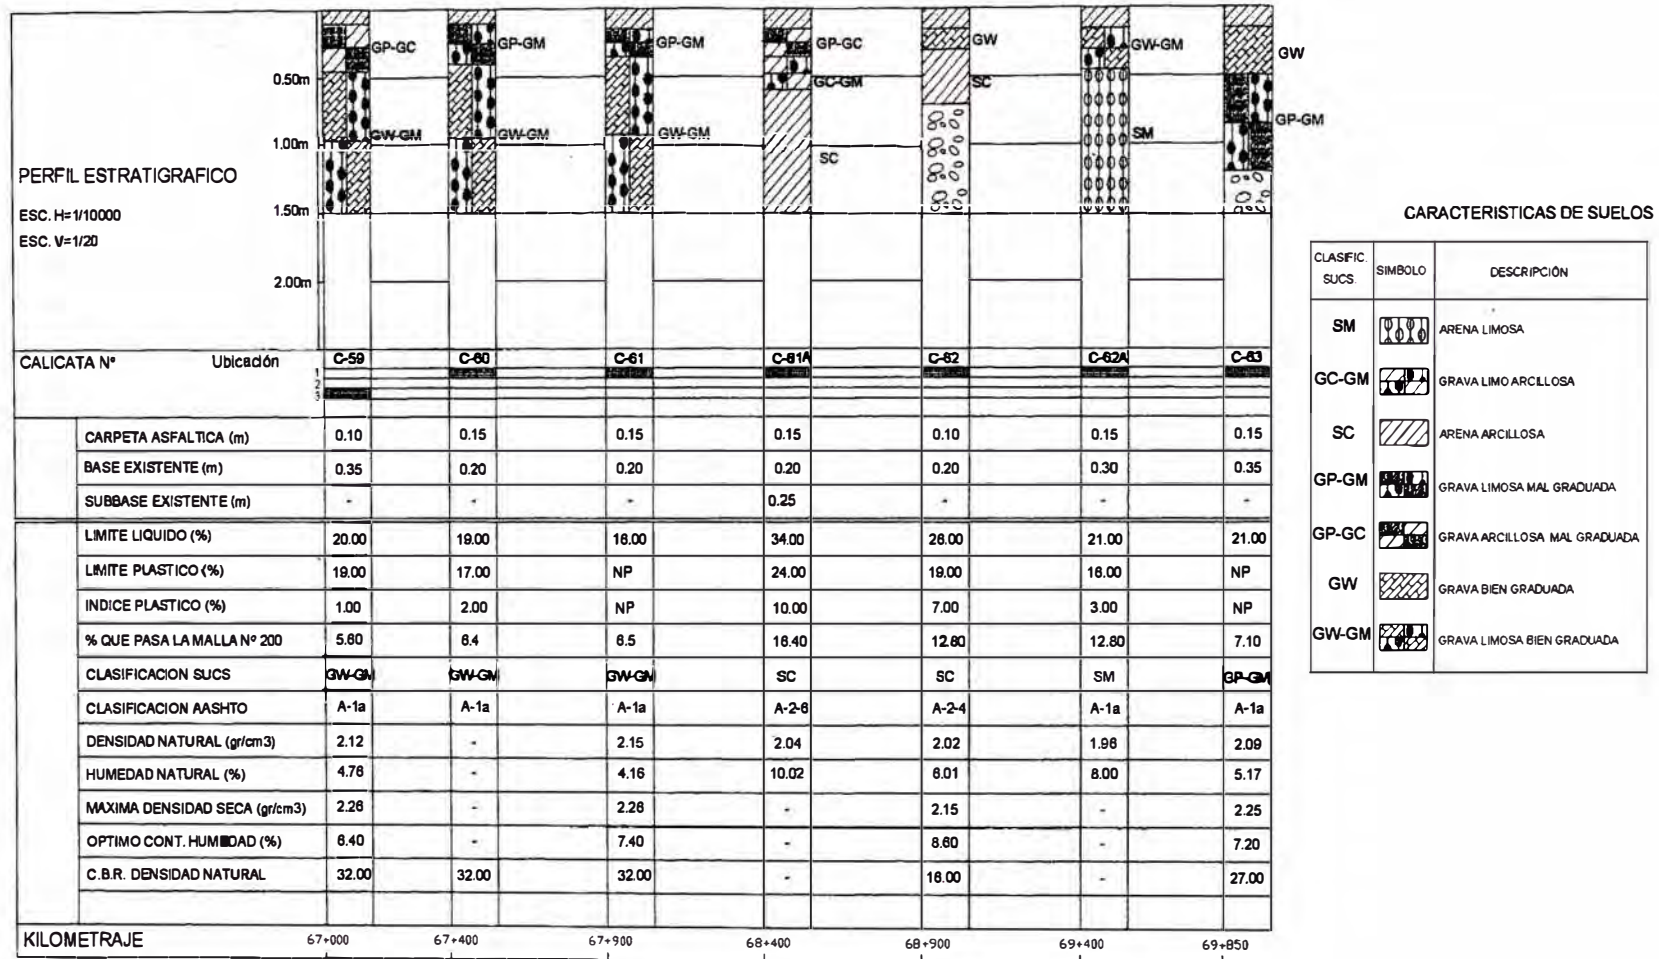 GP-GC GP-GM GP-GM GP-GC GW GW-GM GW
0.50m GC-GM SC
GP-GM
1.00m GW-GM GW-GM GW-GM SC SM
PERFIL ESTRATIGRAFICO
ESC. H=1/10000
1.50m
ESC. V=1/20
2.00m
CALICATA Nº Ubicación C-59 C-60 C-61 C-61A C-62 C-62A C-63
1
2
3
CARPETA ASFALTICA (m) 0.10 0.15 0.15 0.15 0.10 0.15 0.15
BASE EXISTENTE (m) 0.35 0.20 0.20 0.20 0.20 0.30 0.35
SUBBASE EXISTENTE (m) - - - 0.25 - - -
LIMITE LIQUIDO (%) 20.00 19.00 16.00 34.00 26.00 21.00 21.00
LIMITE PLASTICO (%) 19.00 17.00 NP 24.00 19.00 16.00 NP
INDICE PLASTICO (%) 1.00 2.00 NP 10.00 7.00 3.00 NP
% QUE PASA LA MALLA Nº 200 5.60 6.4 6.5 16.40 12.80 12.80 7.10
CLASIFICACION SUCS GW-GM GW-GM GW-GM SC SC SM GP-GM
CLASIFICACION AASHTO A-1a A-1a A-1a A-2-6 A-2-4 A-1a A-1a
DENSIDAD NATURAL (gr/cm3) 2.12 - 2.15 2.04 2.02 1.96 2.09
HUMEDAD NATURAL (%) 4.76 - 4.16 10.02 6.01 8.00 5.17
MAXIMA DENSIDAD SECA (gr/cm3) 2.26 - 2.26 - 2.15 - 2.25
OPTIMO CONT. HUMEDAD (%) 6.40 - 7.40 - 8.60 - 7.20
C.B.R. DENSIDAD NATURAL 32.00 32.00 32.00 - 16.00 - 27.00
KILOMETRAJE 67+000 67+400 67+900 68+400 68+900 69+400 69+850
CARACTERISTICAS DE SUELOS
CLASIFIC. SUCS. SIMBOLO DESCRIPCIÓN
SM ARENA LIMOSA
GC-GM GRAVA LIMO ARCILLOSA
SC ARENA ARCILLOSA
GP-GM GRAVA LIMOSA MAL GRADUADA
GP-GC GRAVA ARCILLOSA MAL GRADUADA
GW GRAVA BIEN GRADUADA
GW-GM GRAVA LIMOSA BIEN GRADUADA